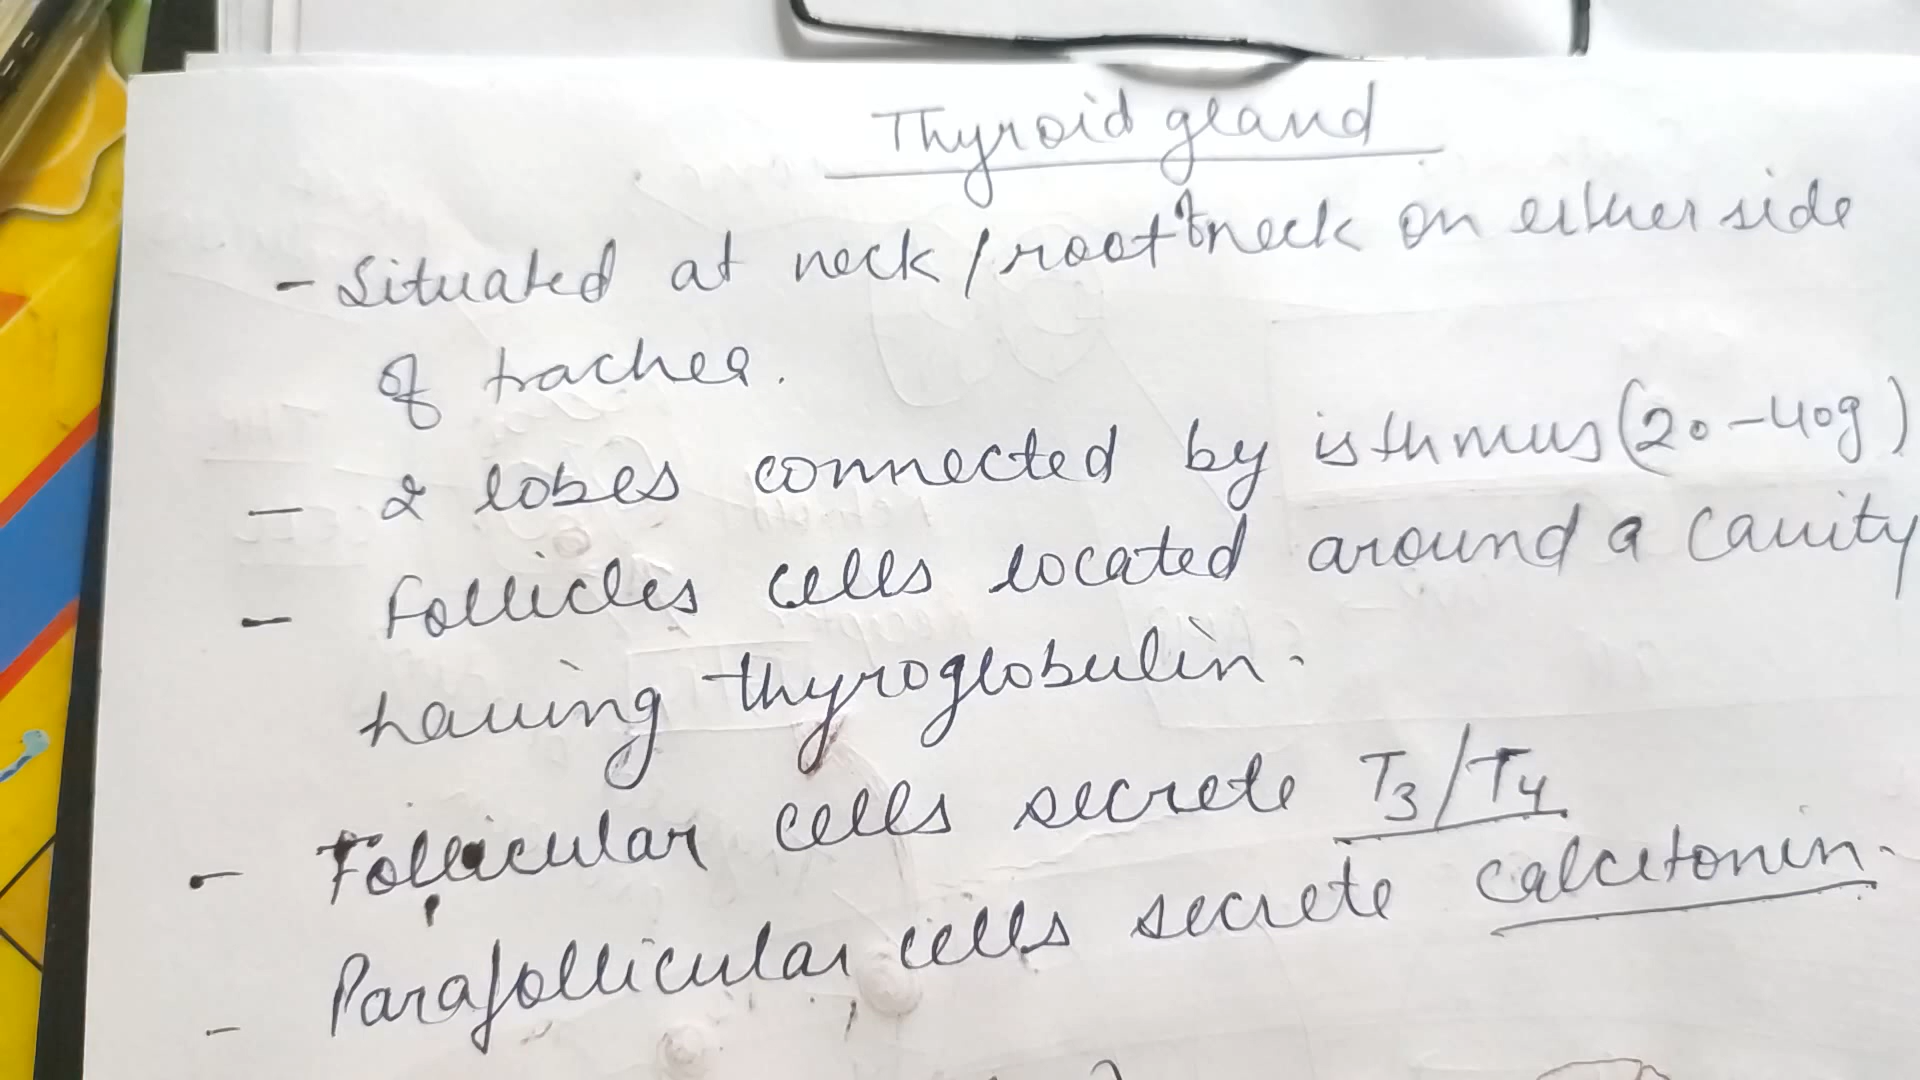 Thyroid gland
- Situated at neck / root of neck on either side
of trachea.
- 2 lobes connected by isthmus (20-40g)
- Follicles cells located around a cavity
having thyroglobulin.
- Follicular cells secrete T3/T4
- Parafollicular cells secrete calcitonin.